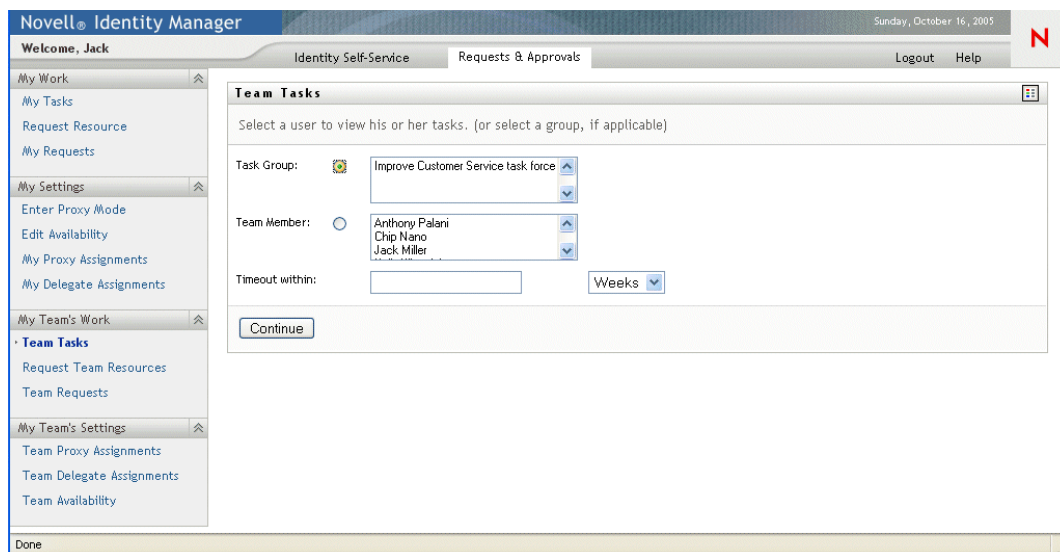 Novell® Identity Manager
Sunday, October 16, 2005
N
Welcome, Jack
Identity Self-Service
Requests & Approvals
Logout
Help
My Work
My Tasks
Request Resource
My Requests
My Settings
Enter Proxy Mode
Edit Availability
My Proxy Assignments
My Delegate Assignments
My Team's Work
Team Tasks
Request Team Resources
Team Requests
My Team's Settings
Team Proxy Assignments
Team Delegate Assignments
Team Availability
Team Tasks
Select a user to view his or her tasks. (or select a group, if applicable)
Task Group:
Improve Customer Service task force
Team Member:
Anthony Palani
Chip Nano
Jack Miller
Timeout within:
Weeks
Continue
Done